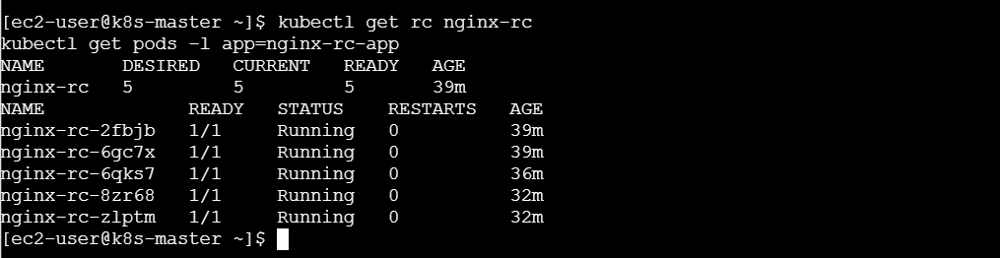 [ec2-user@k8s-master ~]$ kubectl get rc nginx-rc
kubectl get pods -l app=nginx-rc-app
NAME DESIRED CURRENT READY AGE
nginx-rc 5 5 5 39m
NAME READY STATUS RESTARTS AGE
nginx-rc-2fbjb 1/1 Running 0 39m
nginx-rc-6gc7x 1/1 Running 0 39m
nginx-rc-6qks7 1/1 Running 0 36m
nginx-rc-8zr68 1/1 Running 0 32m
nginx-rc-zlptm 1/1 Running 0 32m
[ec2-user@k8s-master ~]$